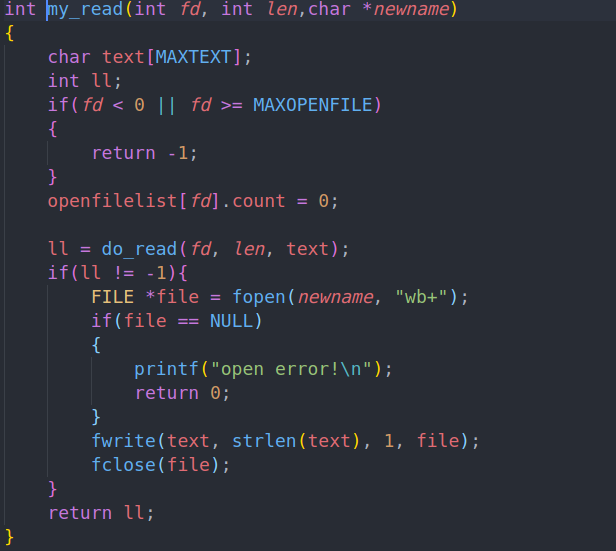 int my_read(int fd, int len,char *newname)
{
    char text[MAXTEXT];
    int ll;
    if(fd < 0 || fd >= MAXOPENFILE)
    {
        return -1;
    }
    openfilelist[fd].count = 0;

    ll = do_read(fd, len, text);
    if(ll != -1){
        FILE *file = fopen(newname, "wb+");
        if(file == NULL)
        {
            printf("open error!\n");
            return 0;
        }
        fwrite(text, strlen(text), 1, file);
        fclose(file);
    }
    return ll;
}